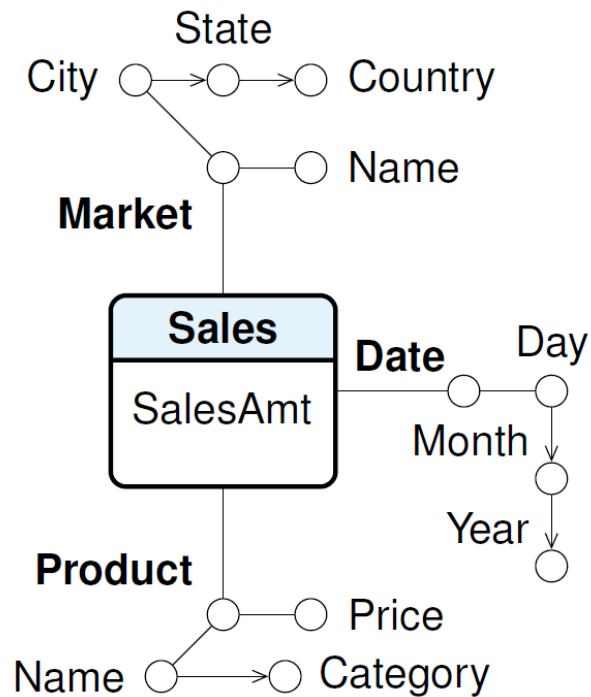 State
City
Country
Name
Market
Sales
SalesAmt
Date
Day
Month
Year
Product
Price
Name
Category